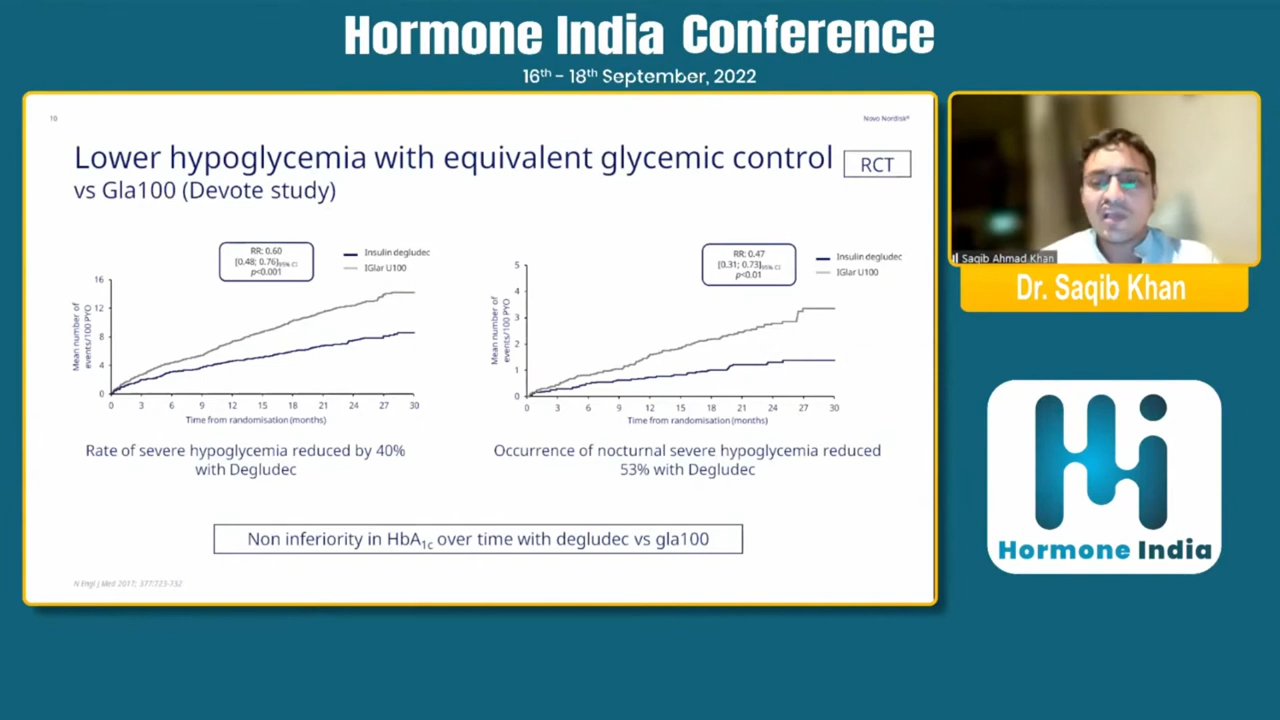 Hormone India Conference
16th - 18th September, 2022
10
Novo Nordisk®
Lower hypoglycemia with equivalent glycemic control
RCT
vs Gla100 (Devote study)
RR: 0.60
[0.48; 0.76]95% CI
p<0.001
Insulin degludec
IGlar U100
Mean number of
events/100 PYO
16
12
8
4
0
0 3 6 9 12 15 18 21 24 27 30
Time from randomisation (months)
Rate of severe hypoglycemia reduced by 40%
with Degludec
RR: 0.47
[0.31; 0.73]95% CI
p<0.01
Insulin degludec
IGlar U100
Mean number of
events/100 PYO
5
4
3
2
1
0
0 3 6 9 12 15 18 21 24 27 30
Time from randomisation (months)
Occurrence of nocturnal severe hypoglycemia reduced
53% with Degludec
Non inferiority in HbA1c over time with degludec vs gla100
N Engl J Med 2017; 377:723-732
Saqib Ahmad Khan
Dr. Saqib Khan
Hi
Hormone India